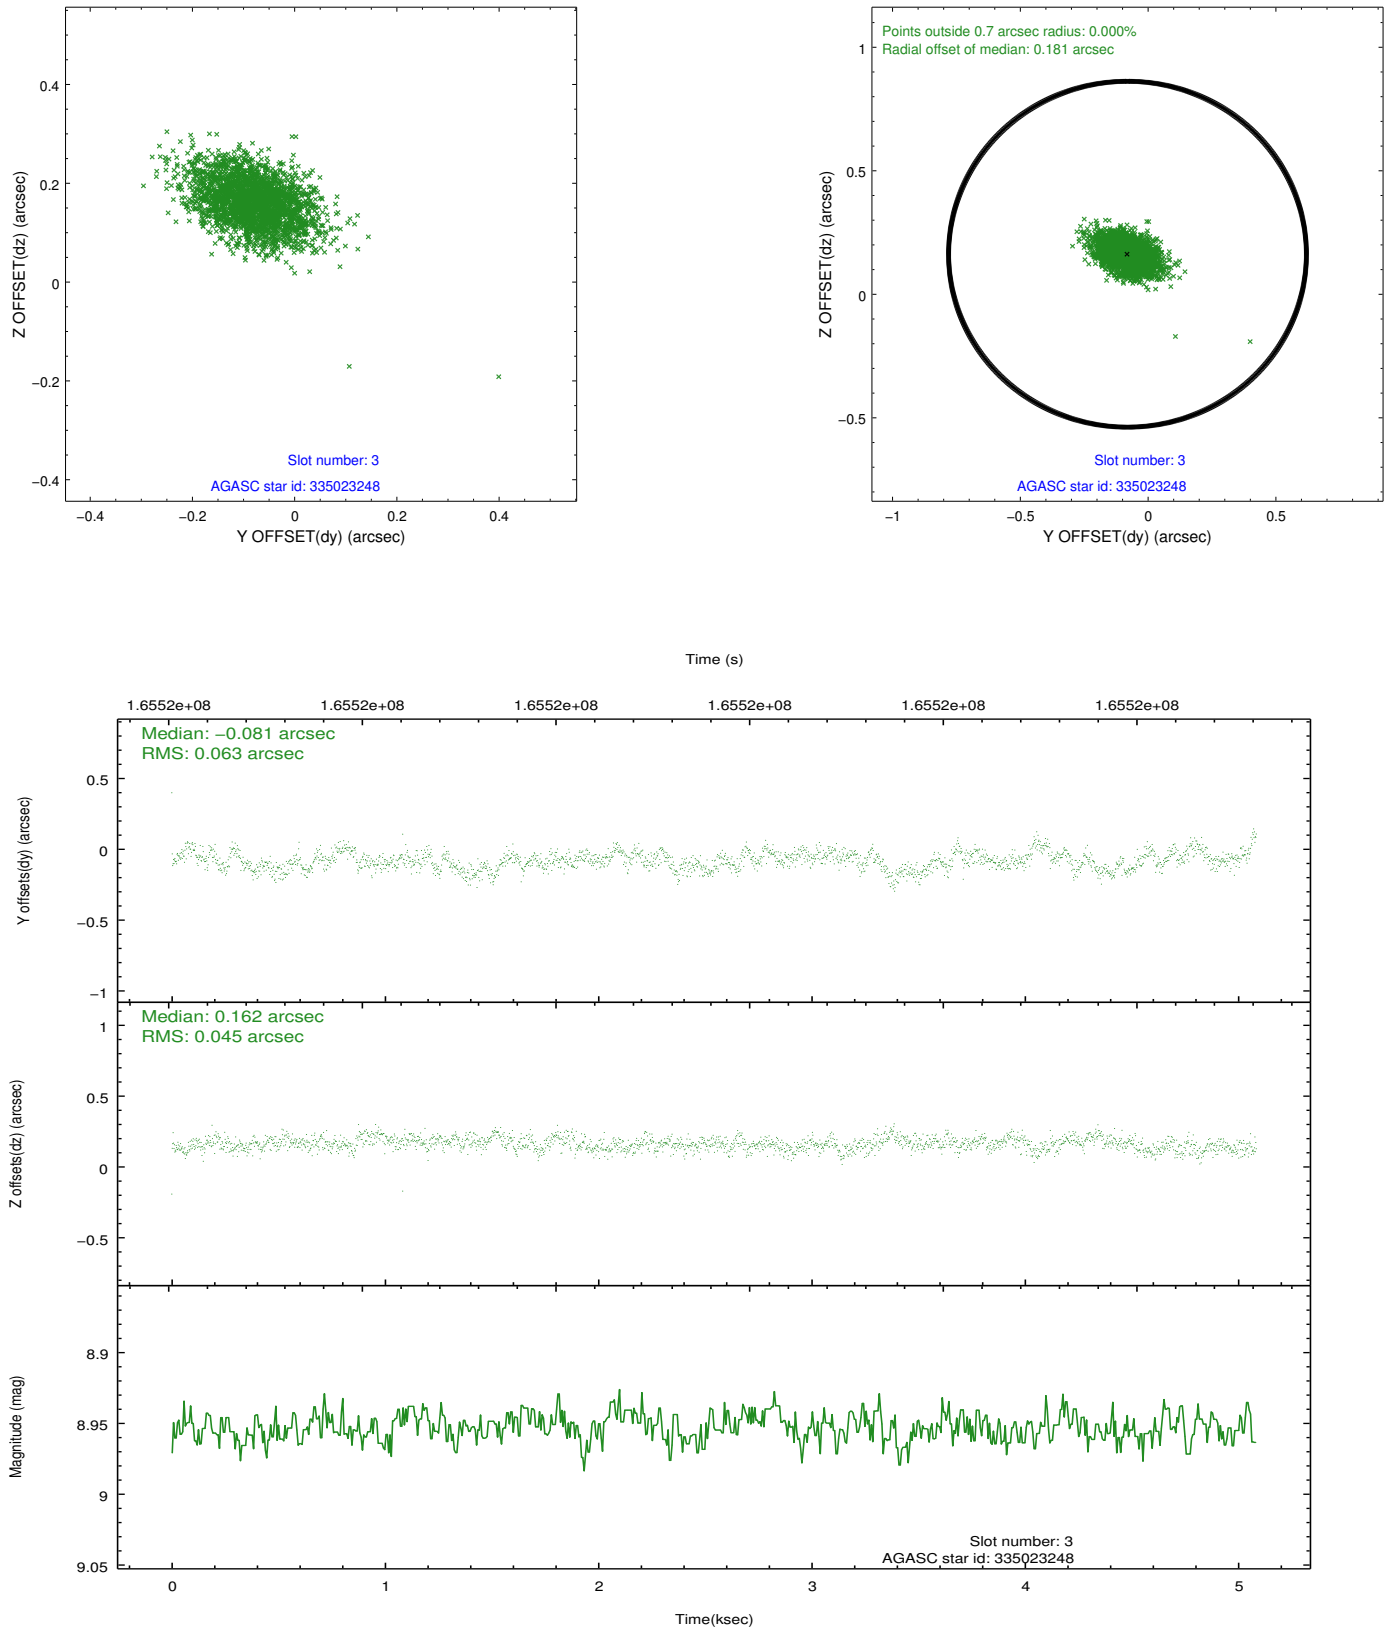 0.4
0.2
0
−0.2
−0.4
Z OFFSET(dz) (arcsec)
Slot number: 3
AGASC star id: 335023248
−0.4
−0.2
0
0.2
0.4
Y OFFSET(dy) (arcsec)
Points outside 0.7 arcsec radius: 0.000%
Radial offset of median: 0.181 arcsec
1
0.5
0
−0.5
Z OFFSET(dz) (arcsec)
Slot number: 3
AGASC star id: 335023248
−1
−0.5
0
0.5
Y OFFSET(dy) (arcsec)
Time (s)
1.6552e+08
1.6552e+08
1.6552e+08
1.6552e+08
1.6552e+08
1.6552e+08
Median: −0.081 arcsec
RMS: 0.063 arcsec
0.5
0
−0.5
−1
Y offsets(dy) (arcsec)
Median: 0.162 arcsec
RMS: 0.045 arcsec
1
0.5
0
−0.5
Z offsets(dz) (arcsec)
8.9
8.95
9
9.05
Magnitude (mag)
Slot number: 3
AGASC star id: 335023248
0
1
2
3
4
5
Time(ksec)